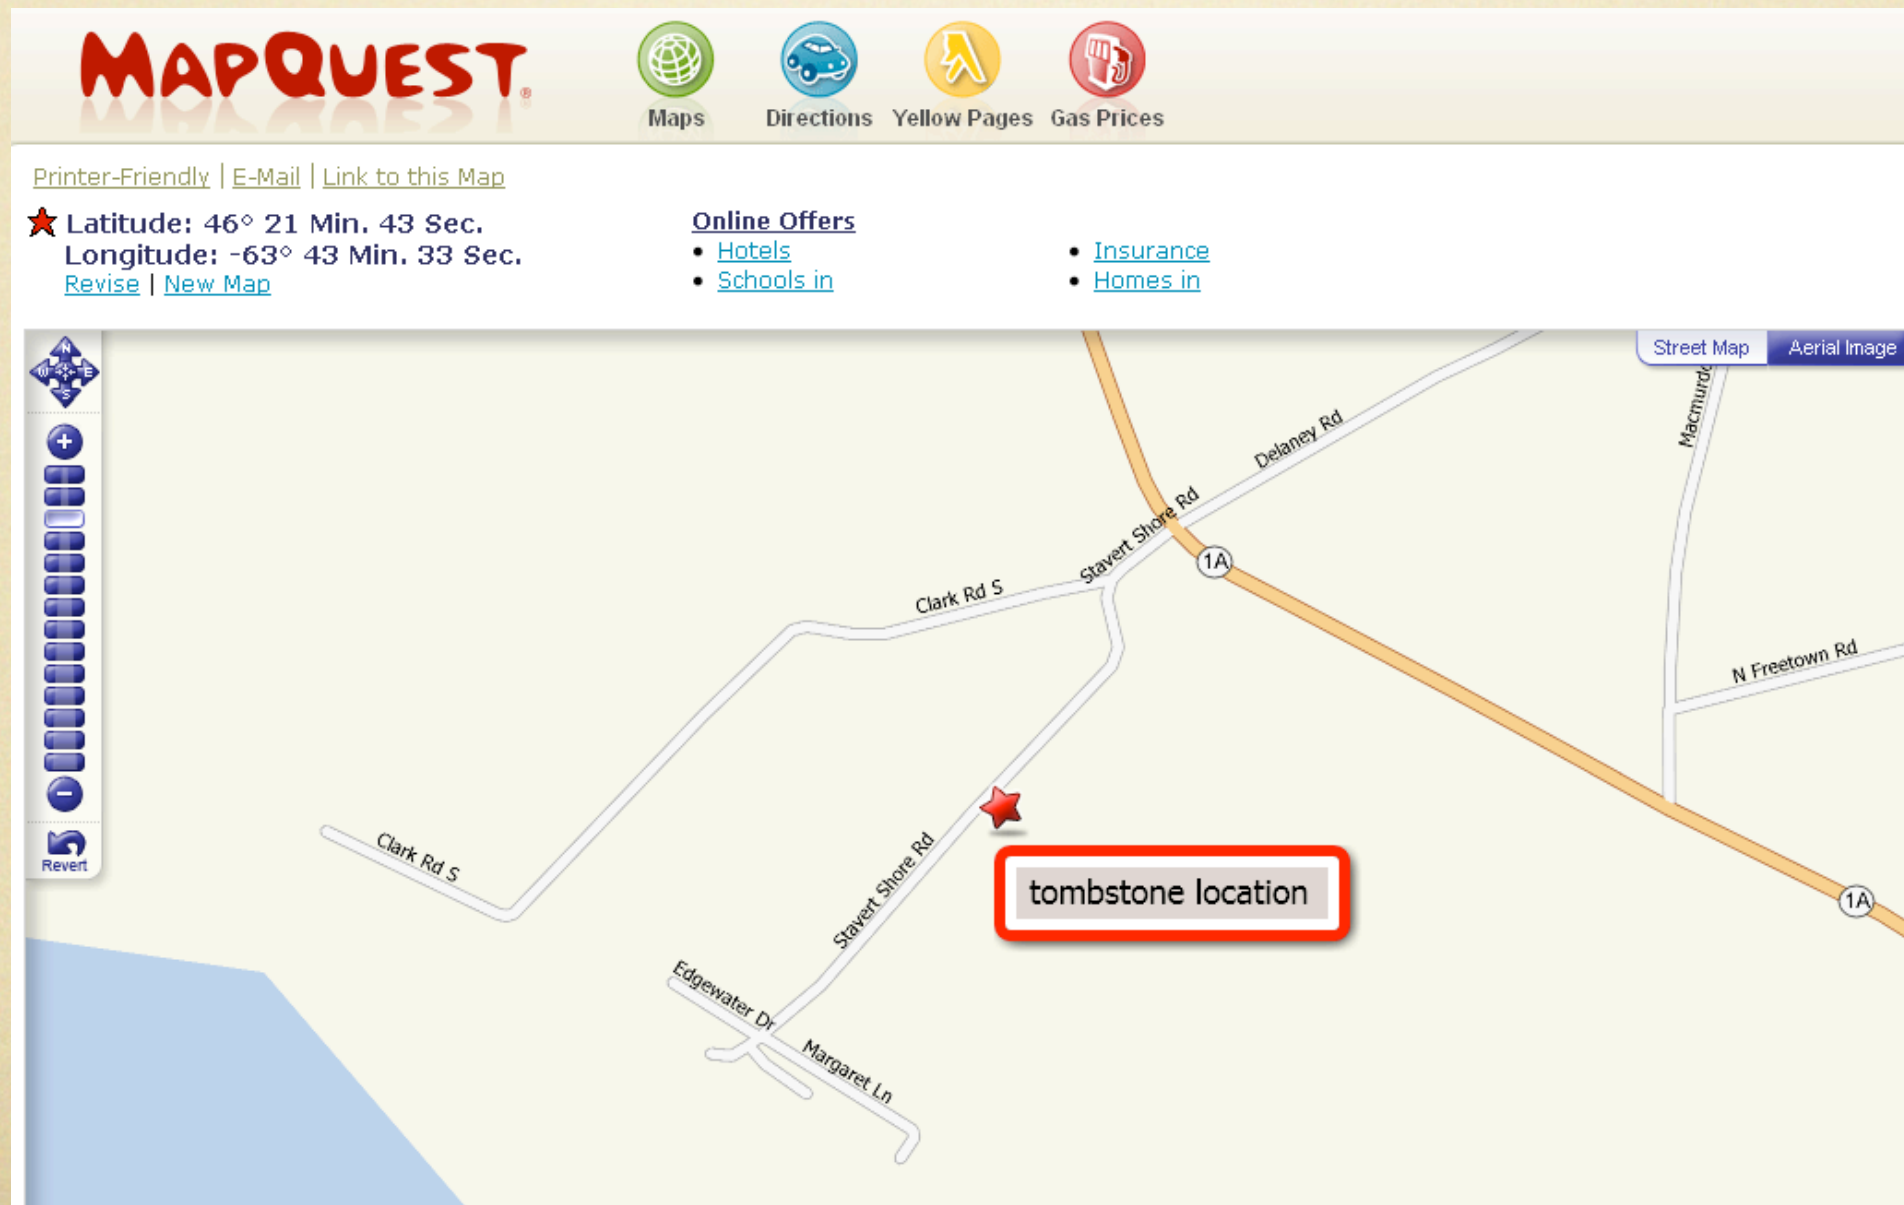 MAPQUEST®
Maps
Directions
Yellow Pages
Gas Prices
Printer-Friendly | E-Mail | Link to this Map
Latitude: 46° 21 Min. 43 Sec.
Longitude: -63° 43 Min. 33 Sec.
Revise | New Map
Online Offers
• Hotels
• Schools in
• Insurance
• Homes in
N
W
E
S
Revert
Street Map
Aerial Image
Macmurdo
Delaney Rd
Stavert Shore Rd
1A
Clark Rd S
N Freetown Rd
Clark Rd S
Stavert Shore Rd
tombstone location
1A
Edgewater Dr
Margaret Ln